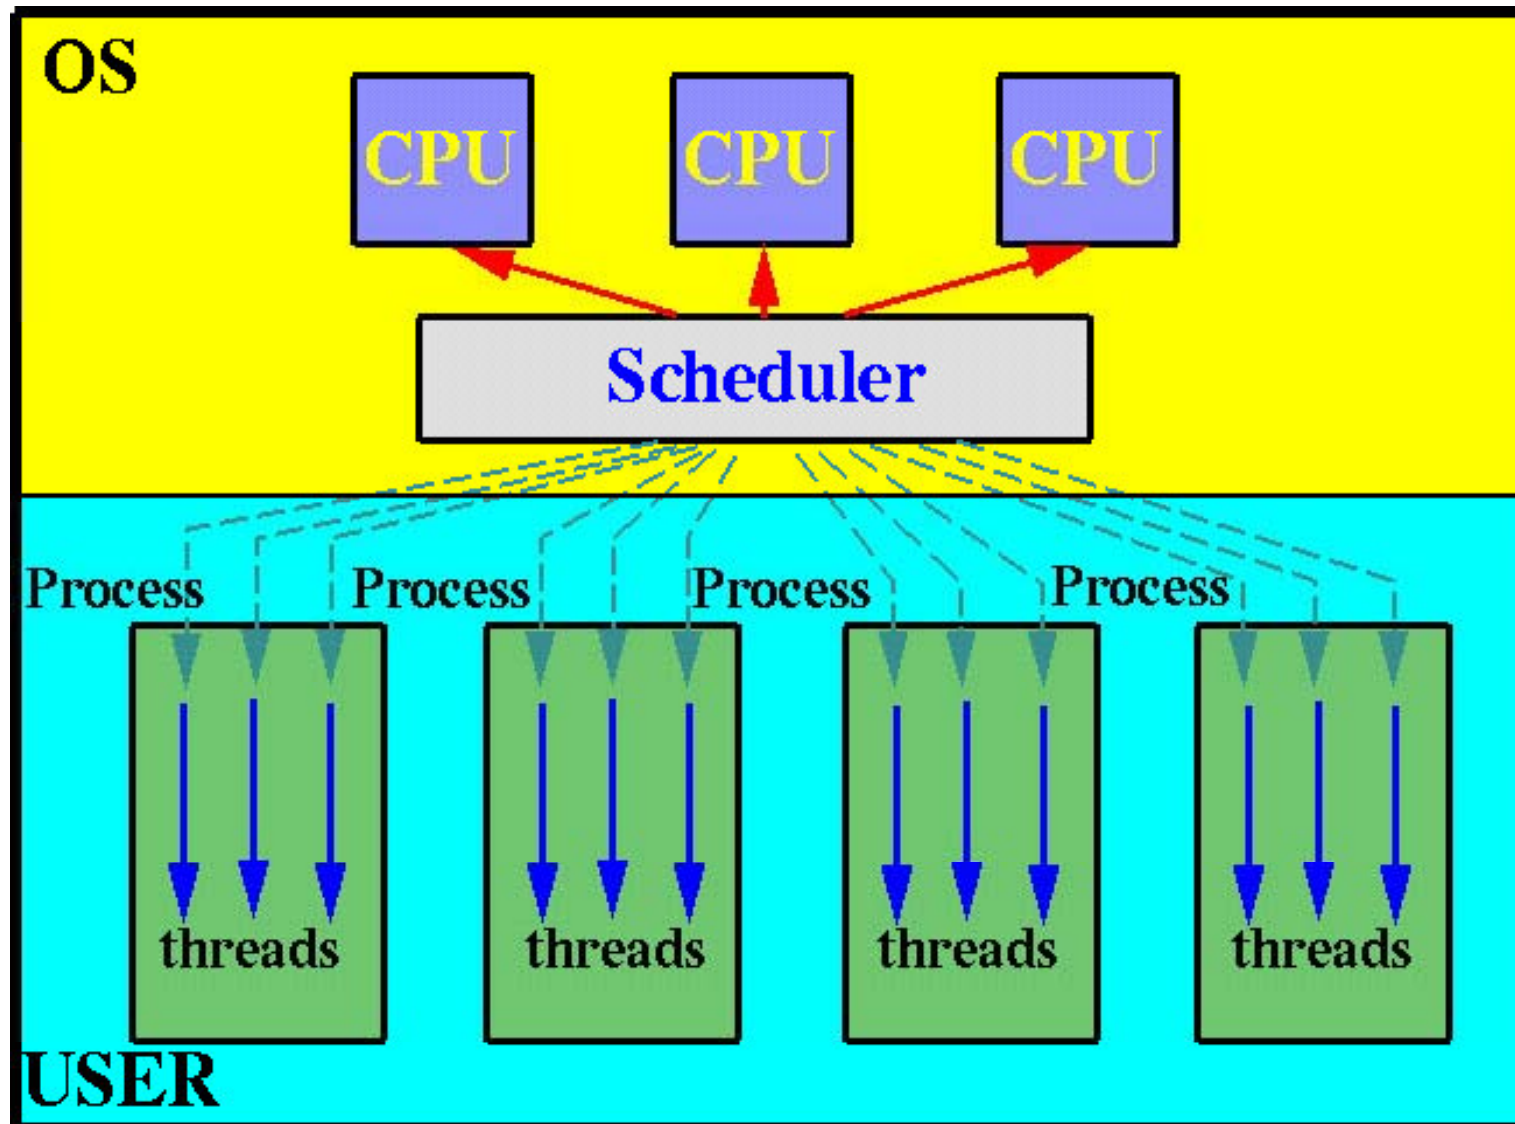 OS
CPU CPU CPU
Scheduler
Process Process Process Process
threads threads threads threads
USER